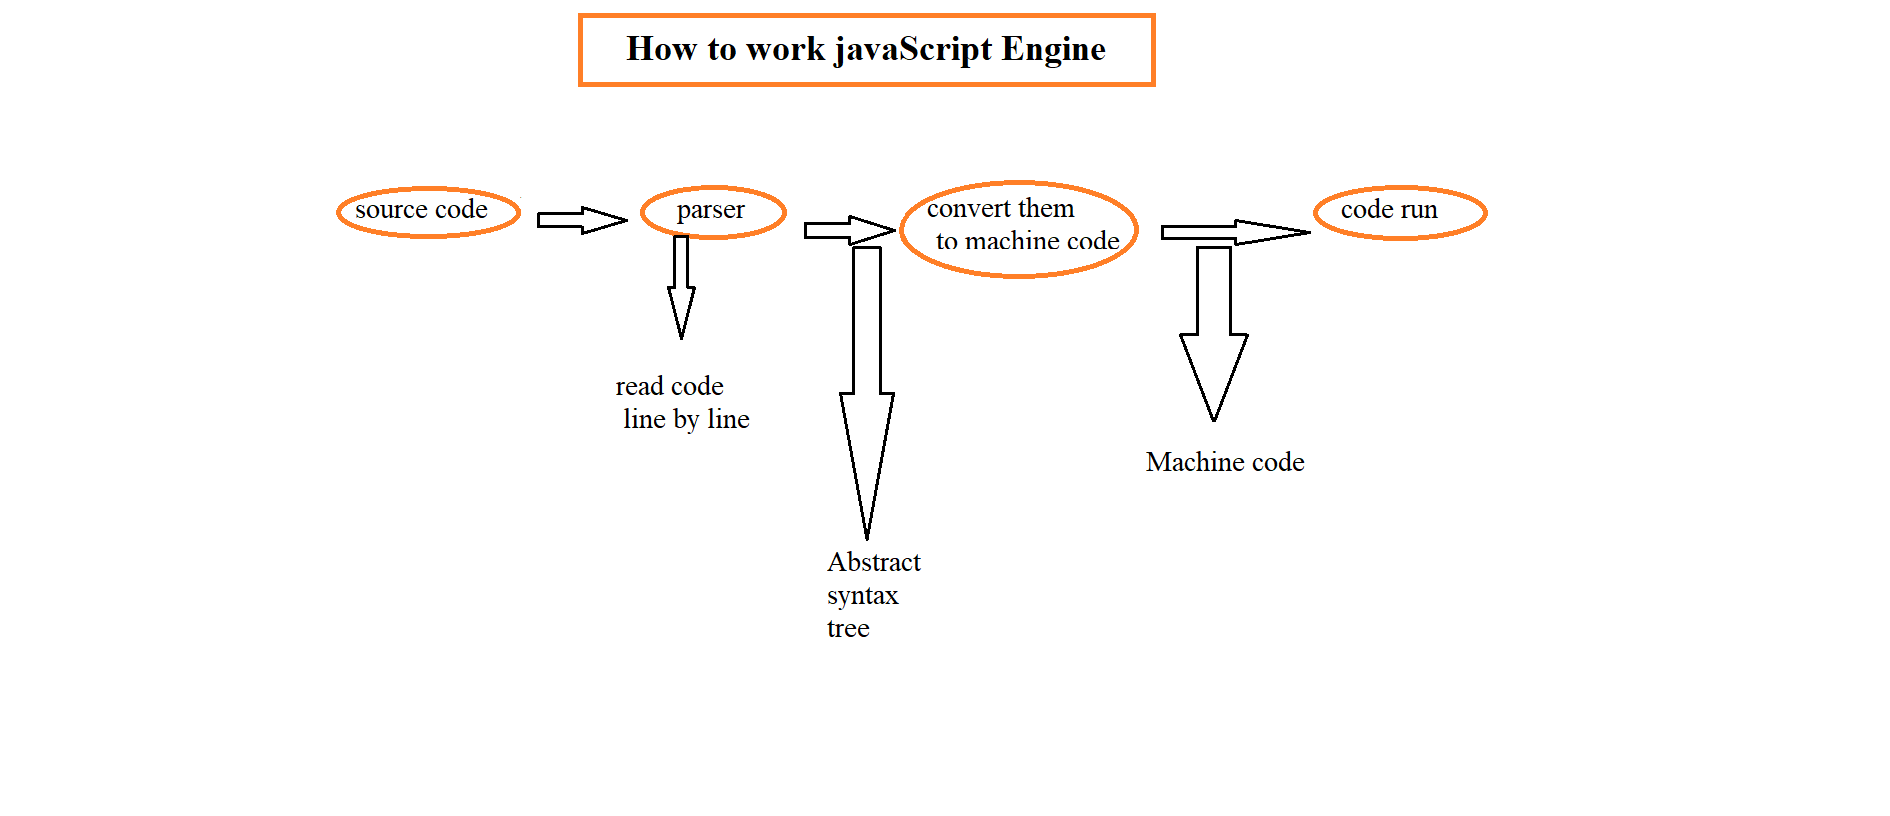 How to work javaScript Engine
source code
parser
convert them
to machine code
code run
read code
line by line
Machine code
Abstract
syntax
tree